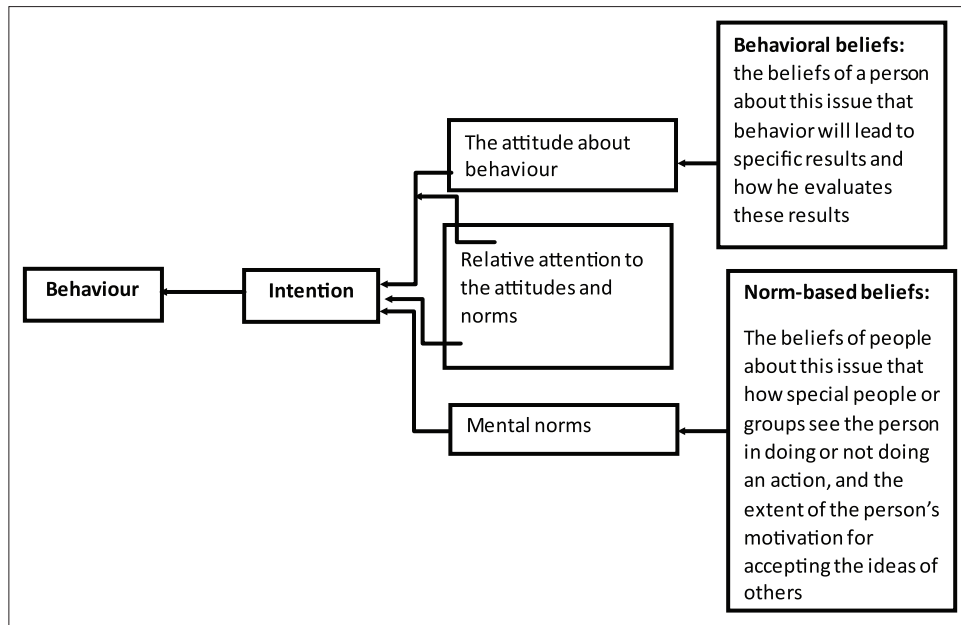 Behavioral beliefs:
the beliefs of a person
about this issue that
behavior will lead to
specific results and
how he evaluates
these results
The attitude about
behaviour
Relative attention to
the attitudes and
norms
Behaviour
Intention
Mental norms
Norm-based beliefs:
The beliefs of people
about this issue that
how special people or
groups see the person
in doing or not doing
an action, and the
extent of the person’s
motivation for
accepting the ideas of
others